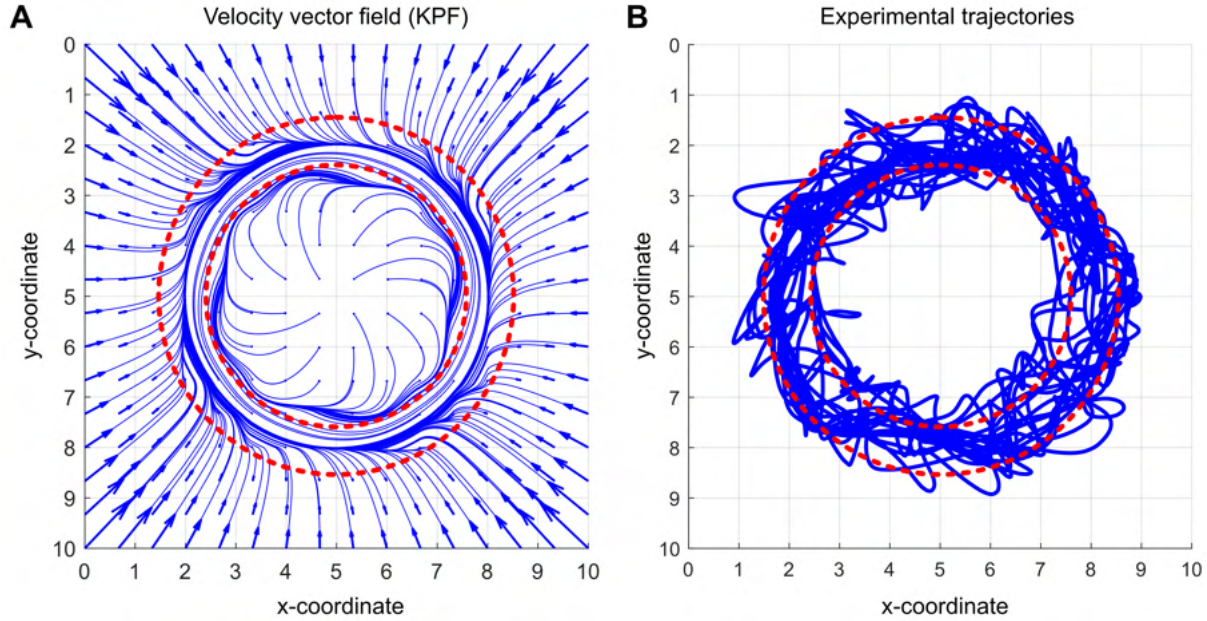 A
Velocity vector field (KPF)
0
1
2
3
4
5
6
7
8
9
10
y-coordinate
0 1 2 3 4 5 6 7 8 9 10
x-coordinate
B
Experimental trajectories
0
1
2
3
4
5
6
7
8
9
10
y-coordinate
0 1 2 3 4 5 6 7 8 9 10
x-coordinate